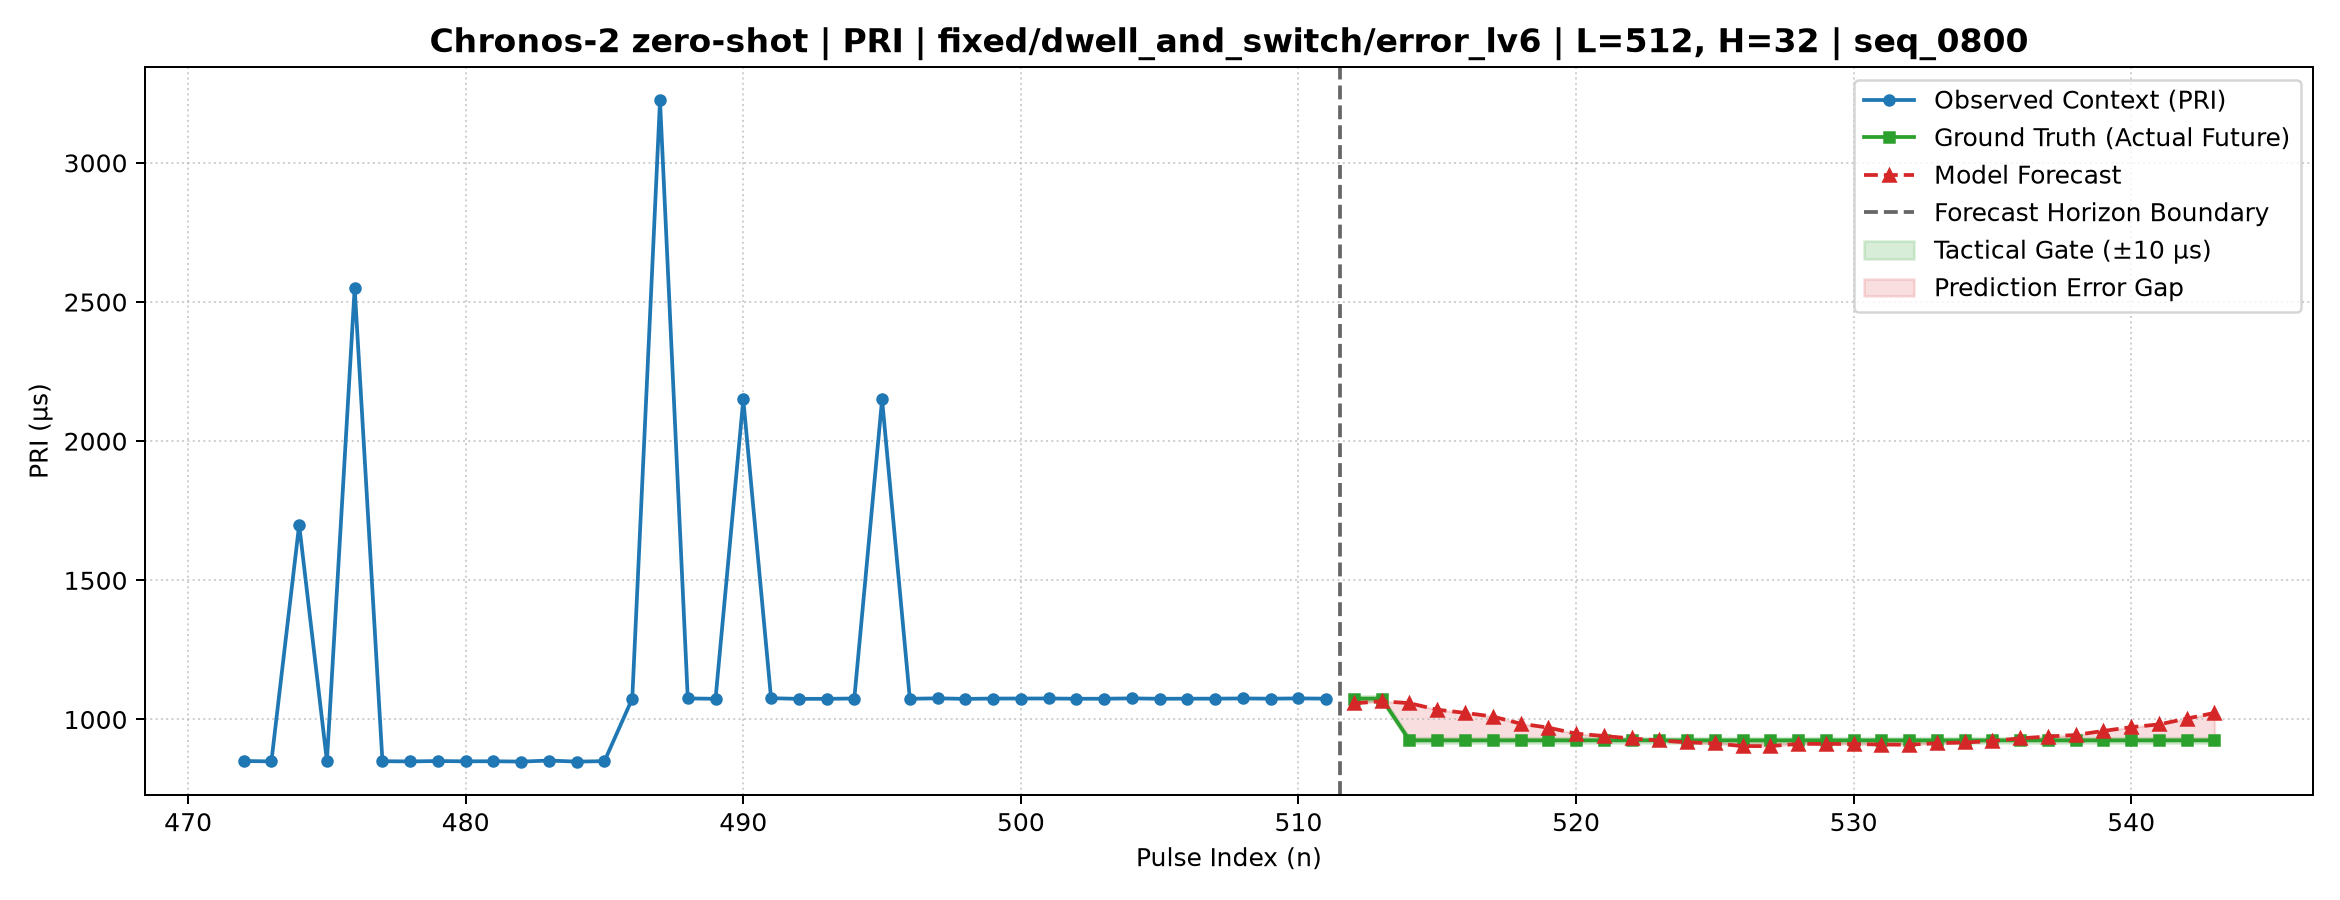 Chronos-2 zero-shot | PRI | fixed/dwell_and_switch/error_lv6 | L=512, H=32 | seq_0800
Observed Context (PRI)
Ground Truth (Actual Future)
Model Forecast
Forecast Horizon Boundary
Tactical Gate (±10 µs)
Prediction Error Gap
PRI (µs)
3000
2500
2000
1500
1000
470 480 490 500 510 520 530 540
Pulse Index (n)